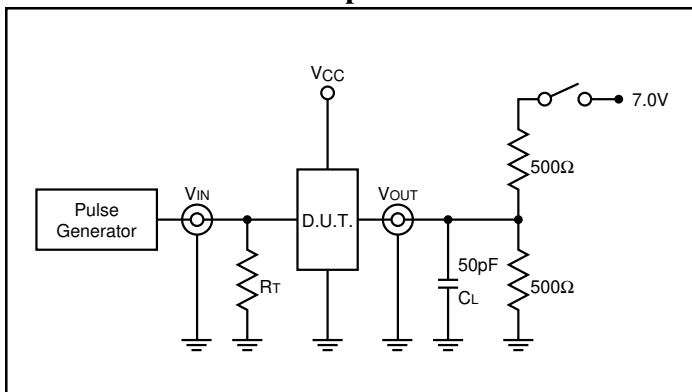 VCC
7.0V
500Ω
Pulse
Generator
VIN
D.U.T.
VOUT
RT
50pF
CL
500Ω